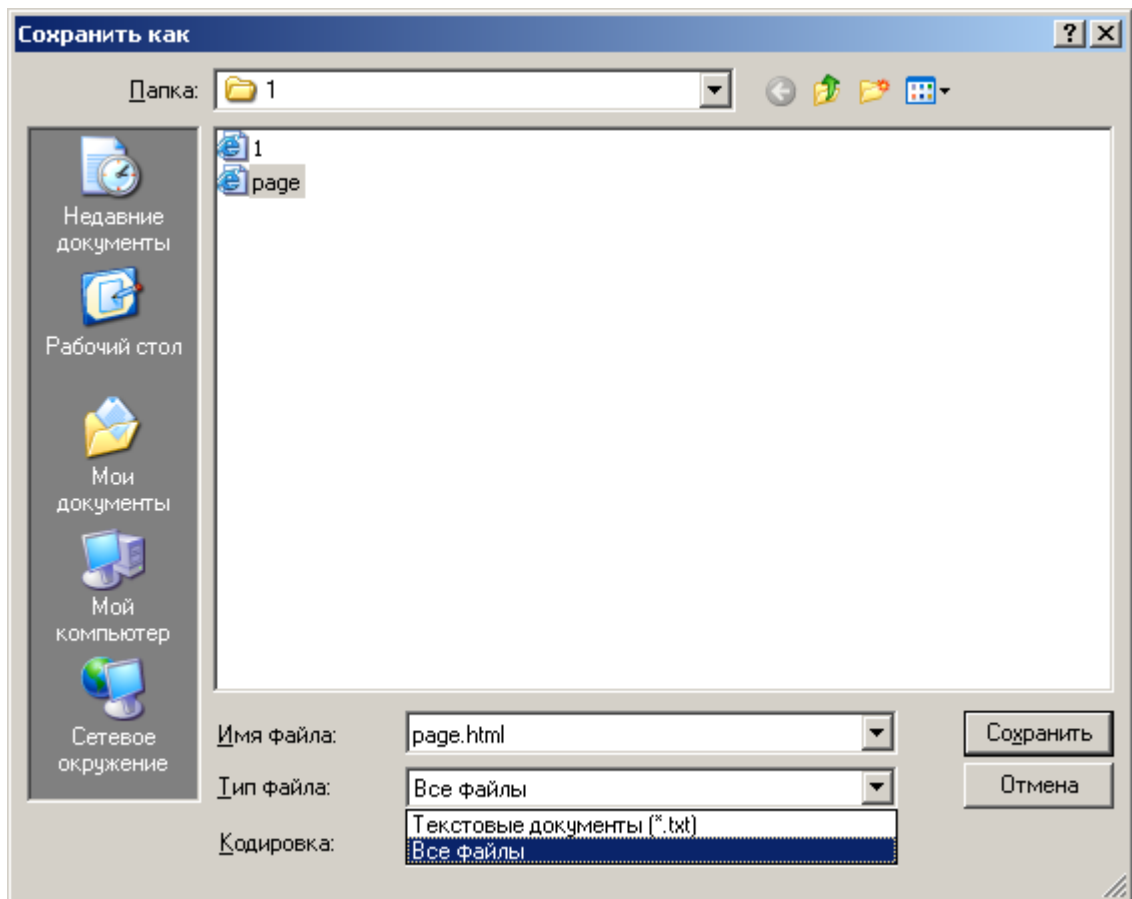 Сохранить как
Папка:
1
1
page
Недавние
документы
Рабочий стол
Мои
документы
Мой
компьютер
Сетевое
окружение
Имя файла:
page.html
Сохранить
Тип файла:
Все файлы
Отмена
Текстовые документы (*.txt)
Кодировка:
Все файлы